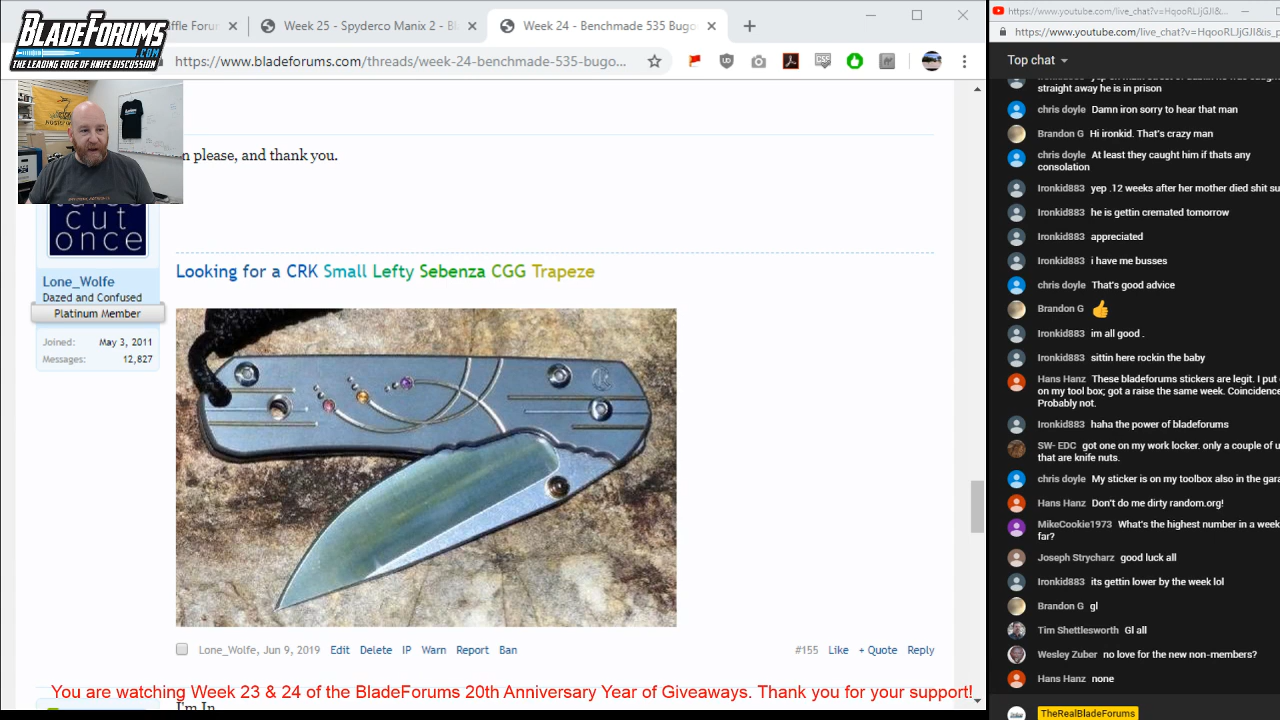 BLADEFORUMS
.COM
THE LEADING EDGE OF KNIFE DISCUSSION
ffle Forur
Week 25 - Spyderco Manix 2 - Bl
Week 24 - Benchmade 535 Bugo
https://www.bladeforums.com/threads/week-24-benchmade-535-bugo...
please, and thank you.
cut
once
Lone_Wolfe
Dazed and Confused
Platinum Member
Joined: May 3, 2011
Messages: 12,827
Looking for a CRK Small Lefty Sebenza CGG Trapeze
Lone_Wolfe, Jun 9, 2019 Edit Delete IP Warn Report Ban #155 Like + Quote Reply
You are watching Week 23 & 24 of the BladeForums 20th Anniversary Year of Giveaways. Thank you for your support!
I'm In
https://www.youtube.com/live_chat?v=HqooRLIjGJI&...
https://www.youtube.com/live_chat?v=HqooRLIjGJI&is_p
Top chat
straight away he is in prison
chris doyle Damn iron sorry to hear that man
Brandon G Hi ironkid. That's crazy man
chris doyle At least they caught him if thats any
consolation
Ironkid883 yep .12 weeks after her mother died shit su
Ironkid883 he is gettin cremated tomorrow
Ironkid883 appreciated
Ironkid883 i have me busses
chris doyle That's good advice
Brandon G 👍
Ironkid883 im all good .
Ironkid883 sittin here rockin the baby
Hans Hanz These bladeforums stickers are legit. I put
on my tool box; got a raise the same week. Coincidence
Probably not.
Ironkid883 haha the power of bladeforums
SW- EDC got one on my work locker. only a couple of u
that are knife nuts.
chris doyle My sticker is on my toolbox also in the gara
Hans Hanz Don't do me dirty random.org!
MikeCookie1973 What's the highest number in a week
far?
Joseph Strycharz good luck all
Ironkid883 its gettin lower by the week lol
Brandon G gl
Tim Shettlesworth Gl all
Wesley Zuber no love for the new non-members?
Hans Hanz none
TheRealBladeForums